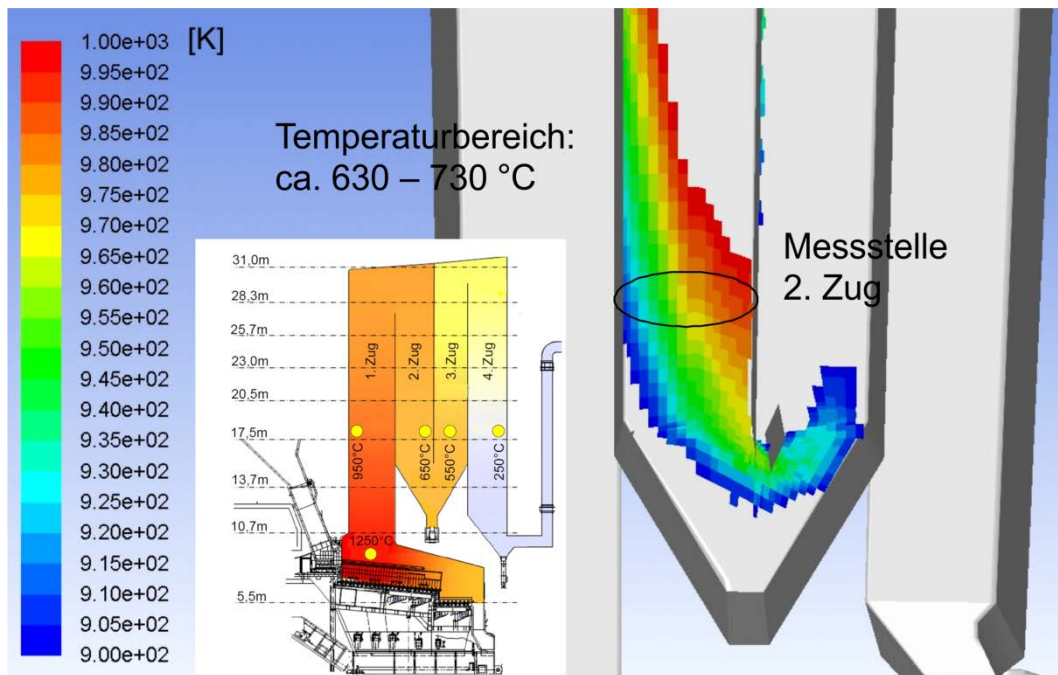 1.00e+03 [K]
9.95e+02
9.90e+02
9.85e+02
9.80e+02
9.75e+02
9.70e+02
9.65e+02
9.60e+02
9.55e+02
9.50e+02
9.45e+02
9.40e+02
9.35e+02
9.30e+02
9.25e+02
9.20e+02
9.15e+02
9.10e+02
9.05e+02
9.00e+02
Temperaturbereich:
ca. 630 – 730 °C
Messstelle
2. Zug
31,0m
28,3m
25,7m
23,0m
20,5m
17,5m
13,7m
10,7m
5,5m
1. Zug
2. Zug
3. Zug
4. Zug
950°C
650°C
550°C
250°C
1250°C